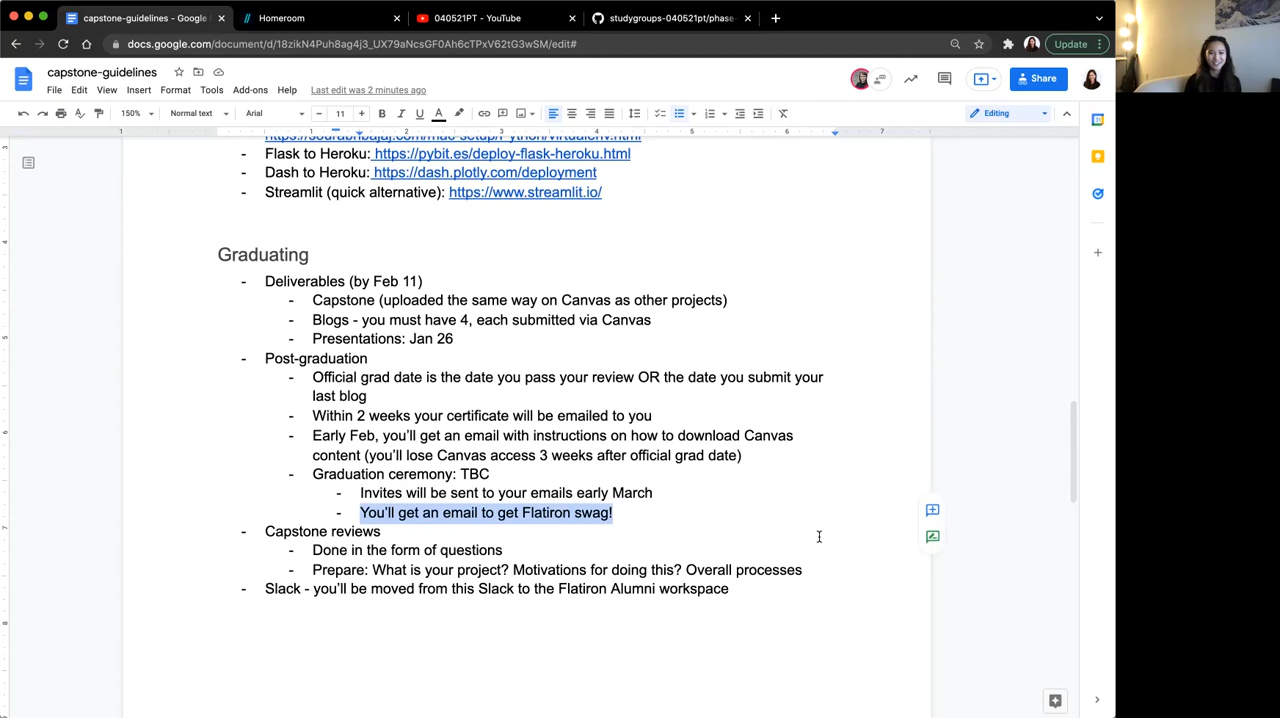 capstone-guidelines - Google
Homeroom
040521PT - YouTube
studygroups-040521pt/phase-
docs.google.com/document/d/18zikN4Puh8ag4j3_UX79aNcsGF0Ah6cTPxV62tG3wSM/edit#
Update
capstone-guidelines
File Edit View Insert Format Tools Add-ons Help Last edit was 2 minutes ago
Share
150% Normal text Arial 11 Editing
1 1 2 3 4 5 6 7
- Flask to Heroku: https://pybit.es/deploy-flask-heroku.html
- Dash to Heroku: https://dash.plotly.com/deployment
- Streamlit (quick alternative): https://www.streamlit.io/
Graduating
- Deliverables (by Feb 11)
- Capstone (uploaded the same way on Canvas as other projects)
- Blogs - you must have 4, each submitted via Canvas
- Presentations: Jan 26
- Post-graduation
- Official grad date is the date you pass your review OR the date you submit your
last blog
- Within 2 weeks your certificate will be emailed to you
- Early Feb, you'll get an email with instructions on how to download Canvas
content (you'll lose Canvas access 3 weeks after official grad date)
- Graduation ceremony: TBC
- Invites will be sent to your emails early March
- You'll get an email to get Flatiron swag!
- Capstone reviews
- Done in the form of questions
- Prepare: What is your project? Motivations for doing this? Overall processes
- Slack - you'll be moved from this Slack to the Flatiron Alumni workspace